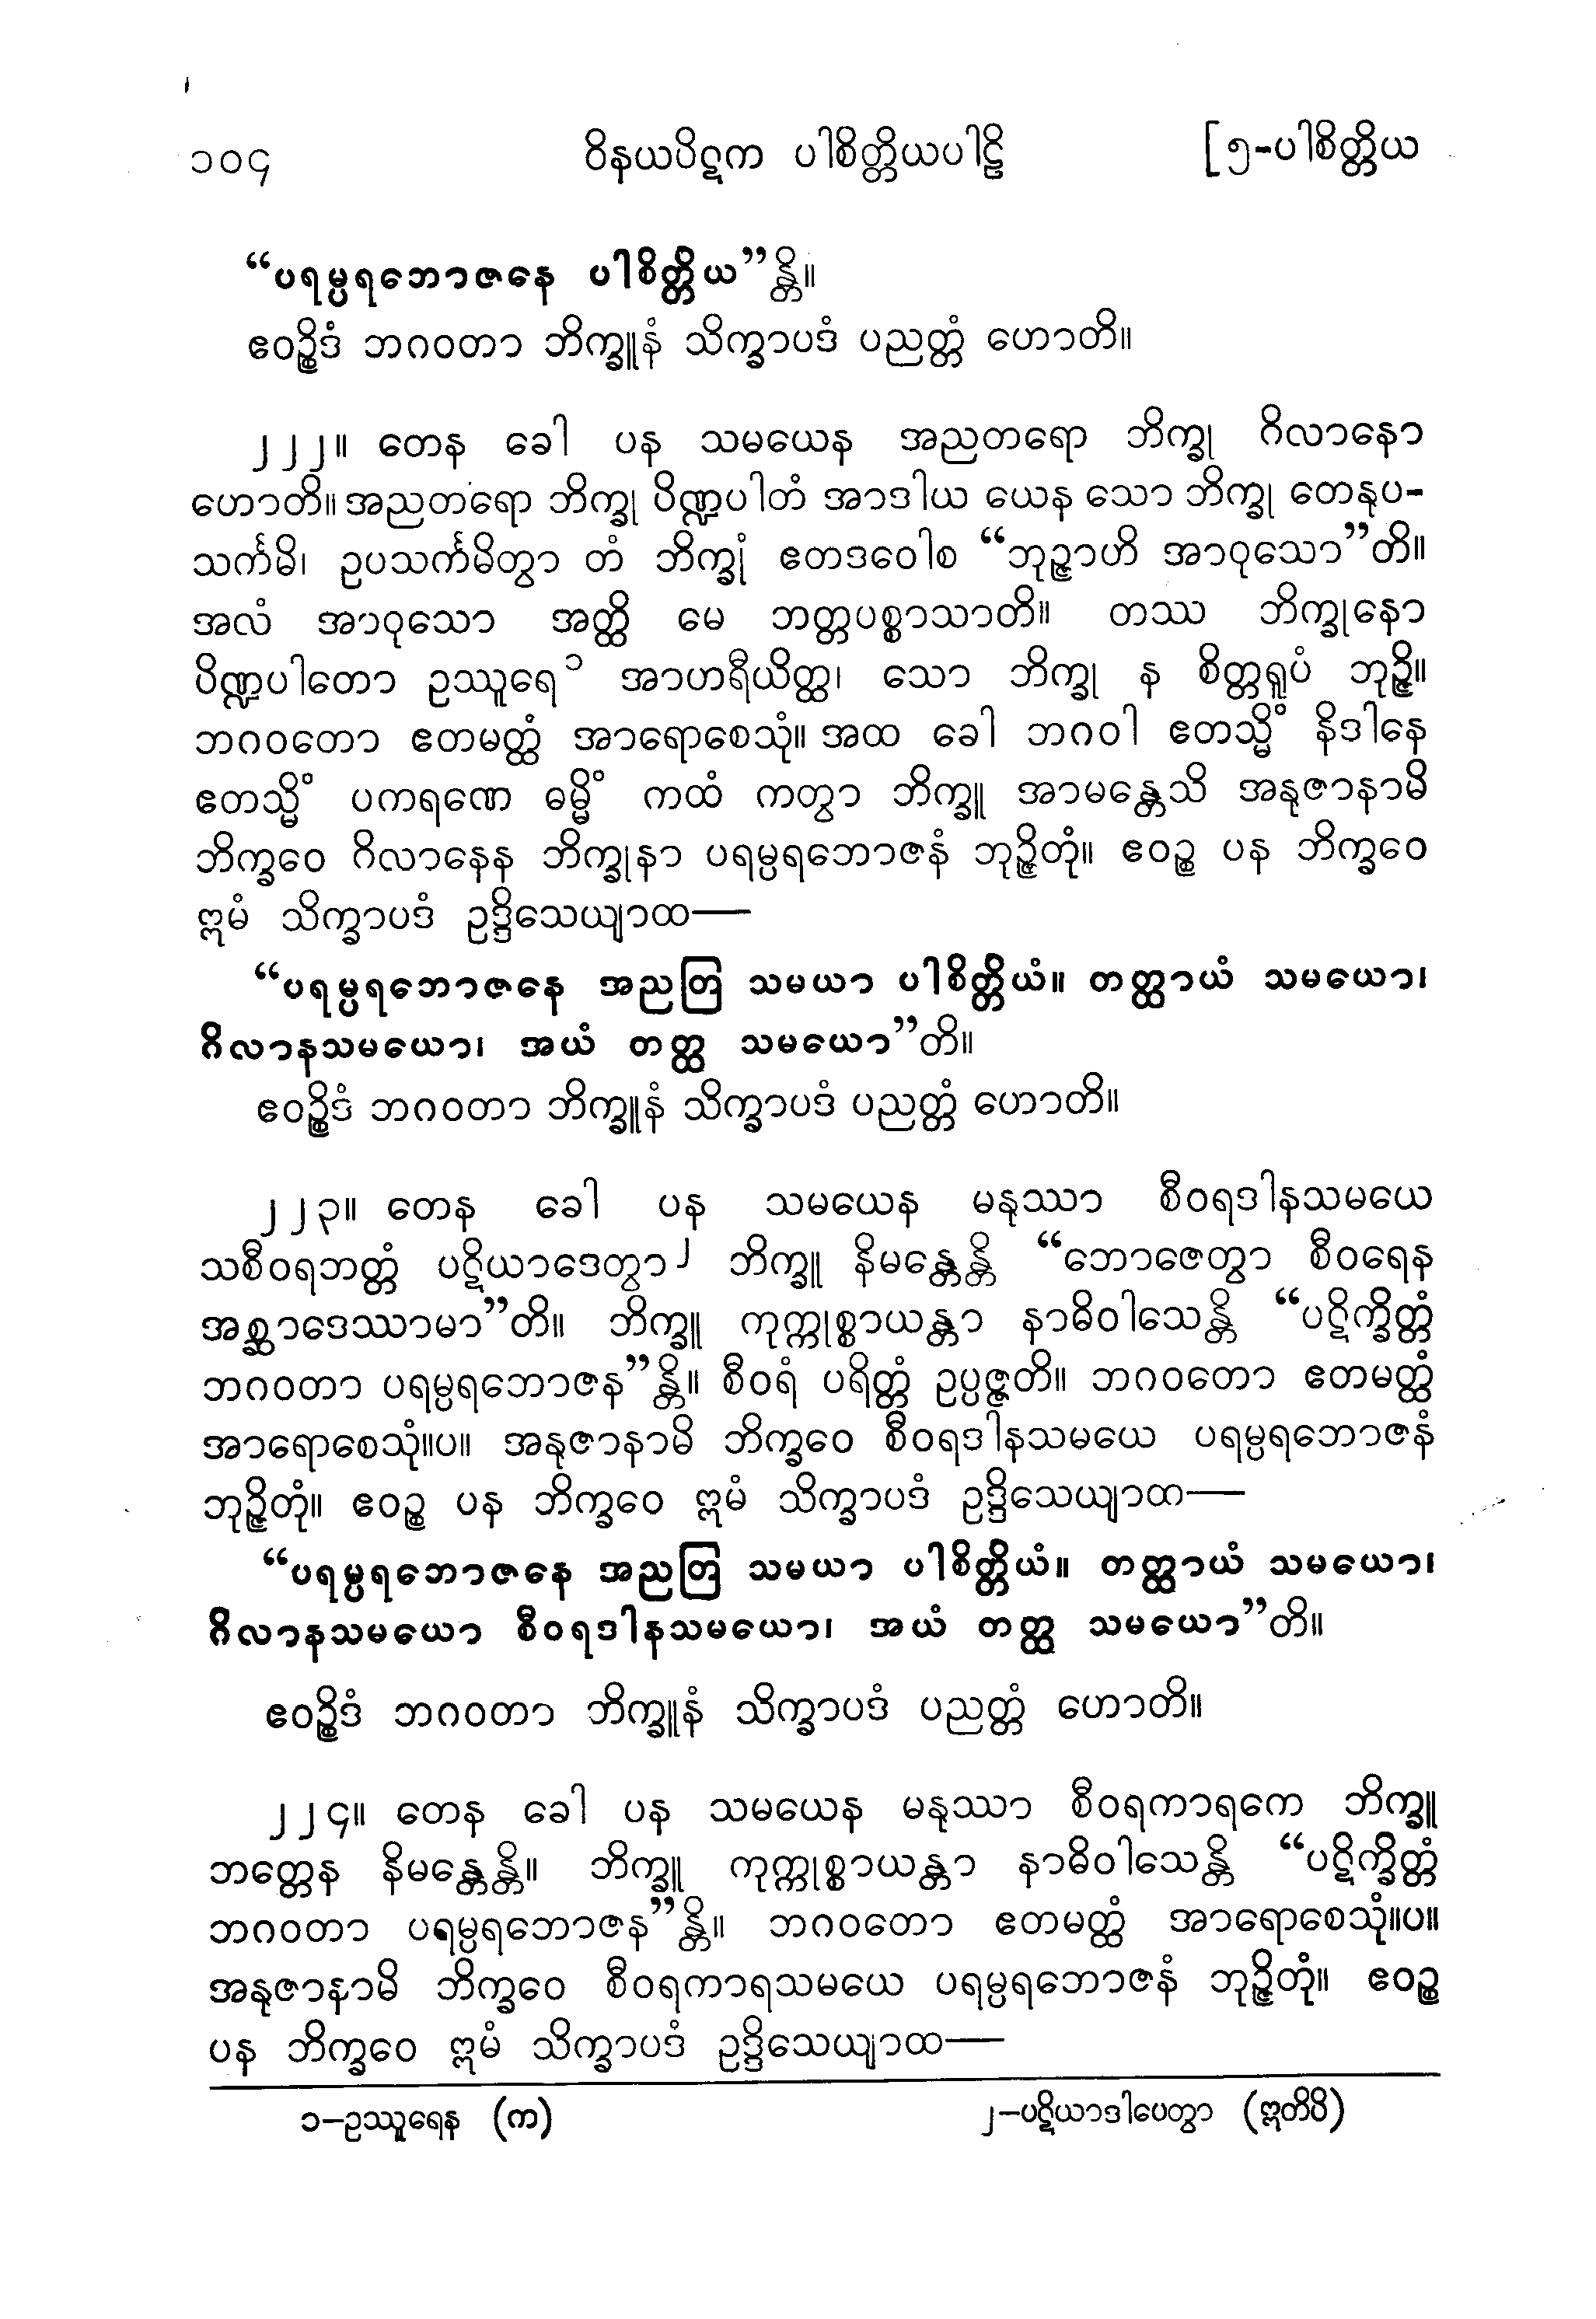 ၁၀၄ ဝိနယပိဋက ပါစိတ္တိယပါဠိ [၅-ပါစိတ္တိယ
“ပရမ္ပရဘောဇနေ ပါစိတ္တိယ”န္တိ။
ဧဝဉ္စိဒံ ဘဂဝတာ ဘိက္ခူနံ သိက္ခာပဒံ ပညတ္တံ ဟောတိ။
၂၂၂။ တေန ခေါ ပန သမယေန အညတရော ဘိက္ခု ဂိလာနော
ဟောတိ။ အညတရော ဘိက္ခု ပိဏ္ဍပါတံ အာဒါယ ယေန သော ဘိက္ခု တေနုပ-
သင်္ကမိ၊ ဥပသင်္ကမိတွာ တံ ဘိက္ခုံ ဧတဒဝေါစ “ဘုဉ္ဇာဟိ အာဝုသော”တိ။
အလံ အာဝုသော အတ္ထိ မေ ဘတ္တပစ္စာသာတိ။ တဿ ဘိက္ခုနော
ပိဏ္ဍပါတော ဥဿူရေ ၁ အာဟရီယိတ္ထ၊ သော ဘိက္ခု န စိတ္တရူပံ ဘုဉ္ဇိ။
ဘဂဝတော ဧတမတ္ထံ အာရောစေသုံ။ အထ ခေါ ဘဂဝါ ဧတသ္မိံ နိဒါနေ
ဧတသ္မိံ ပကရဏေ ဓမ္မိံ ကထံ ကတွာ ဘိက္ခူ အာမန္တေသိ အနုဇာနာမိ
ဘိက္ခဝေ ဂိလာနေန ဘိက္ခုနာ ပရမ္ပရဘောဇနံ ဘုဉ္ဇိတုံ။ ဧဝဉ္စ ပန ဘိက္ခဝေ
ဣမံ သိက္ခာပဒံ ဥဒ္ဒိသေယျာထ—
“ပရမ္ပရဘောဇနေ အညတြ သမယာ ပါစိတ္တိယံ။ တတ္ထာယံ သမယော၊
ဂိလာနသမယော၊ အယံ တတ္ထ သမယော”တိ။
ဧဝဉ္စိဒံ ဘဂဝတာ ဘိက္ခူနံ သိက္ခာပဒံ ပညတ္တံ ဟောတိ။
၂၂၃။ တေန ခေါ ပန သမယေန မနုဿာ စီဝရဒါနသမယေ
သစီဝရဘတ္တံ ပဋိယာဒေတွာ ၂ ဘိက္ခူ နိမန္တေန္တိ “ဘောဇေတွာ စီဝရေန
အစ္ဆာဒေဿာမာ”တိ။ ဘိက္ခူ ကုက္ကုစ္စာယန္တာ နာဓိဝါသေန္တိ “ပဋိက္ခိတ္တံ
ဘဂဝတာ ပရမ္ပရဘောဇန”န္တိ။ စီဝရံ ပရိတ္တံ ဥပ္ပဇ္ဇတိ။ ဘဂဝတော ဧတမတ္ထံ
အာရောစေသုံ။ပ။ အနုဇာနာမိ ဘိက္ခဝေ စီဝရဒါနသမယေ ပရမ္ပရဘောဇနံ
ဘုဉ္ဇိတုံ။ ဧဝဉ္စ ပန ဘိက္ခဝေ ဣမံ သိက္ခာပဒံ ဥဒ္ဒိသေယျာထ—
“ပရမ္ပရဘောဇနေ အညတြ သမယာ ပါစိတ္တိယံ။ တတ္ထာယံ သမယော၊
ဂိလာနသမယော စီဝရဒါနသမယော၊ အယံ တတ္ထ သမယော”တိ။
ဧဝဉ္စိဒံ ဘဂဝတာ ဘိက္ခူနံ သိက္ခာပဒံ ပညတ္တံ ဟောတိ။
၂၂၄။ တေန ခေါ ပန သမယေန မနုဿာ စီဝရကာရကေ ဘိက္ခူ
ဘတ္တေန နိမန္တေန္တိ။ ဘိက္ခူ ကုက္ကုစ္စာယန္တာ နာဓိဝါသေန္တိ “ပဋိက္ခိတ္တံ
ဘဂဝတာ ပရမ္ပရဘောဇန”န္တိ။ ဘဂဝတော ဧတမတ္ထံ အာရောစေသုံ။ပ။
အနုဇာနာမိ ဘိက္ခဝေ စီဝရကာရသမယေ ပရမ္ပရဘောဇနံ ဘုဉ္ဇိတုံ။ ဧဝဉ္စ
ပန ဘိက္ခဝေ ဣမံ သိက္ခာပဒံ ဥဒ္ဒိသေယျာထ—
၁-ဥဿူရေန (က) ၂-ပဋိယာဒါပေတွာ (ဣတိပိ)